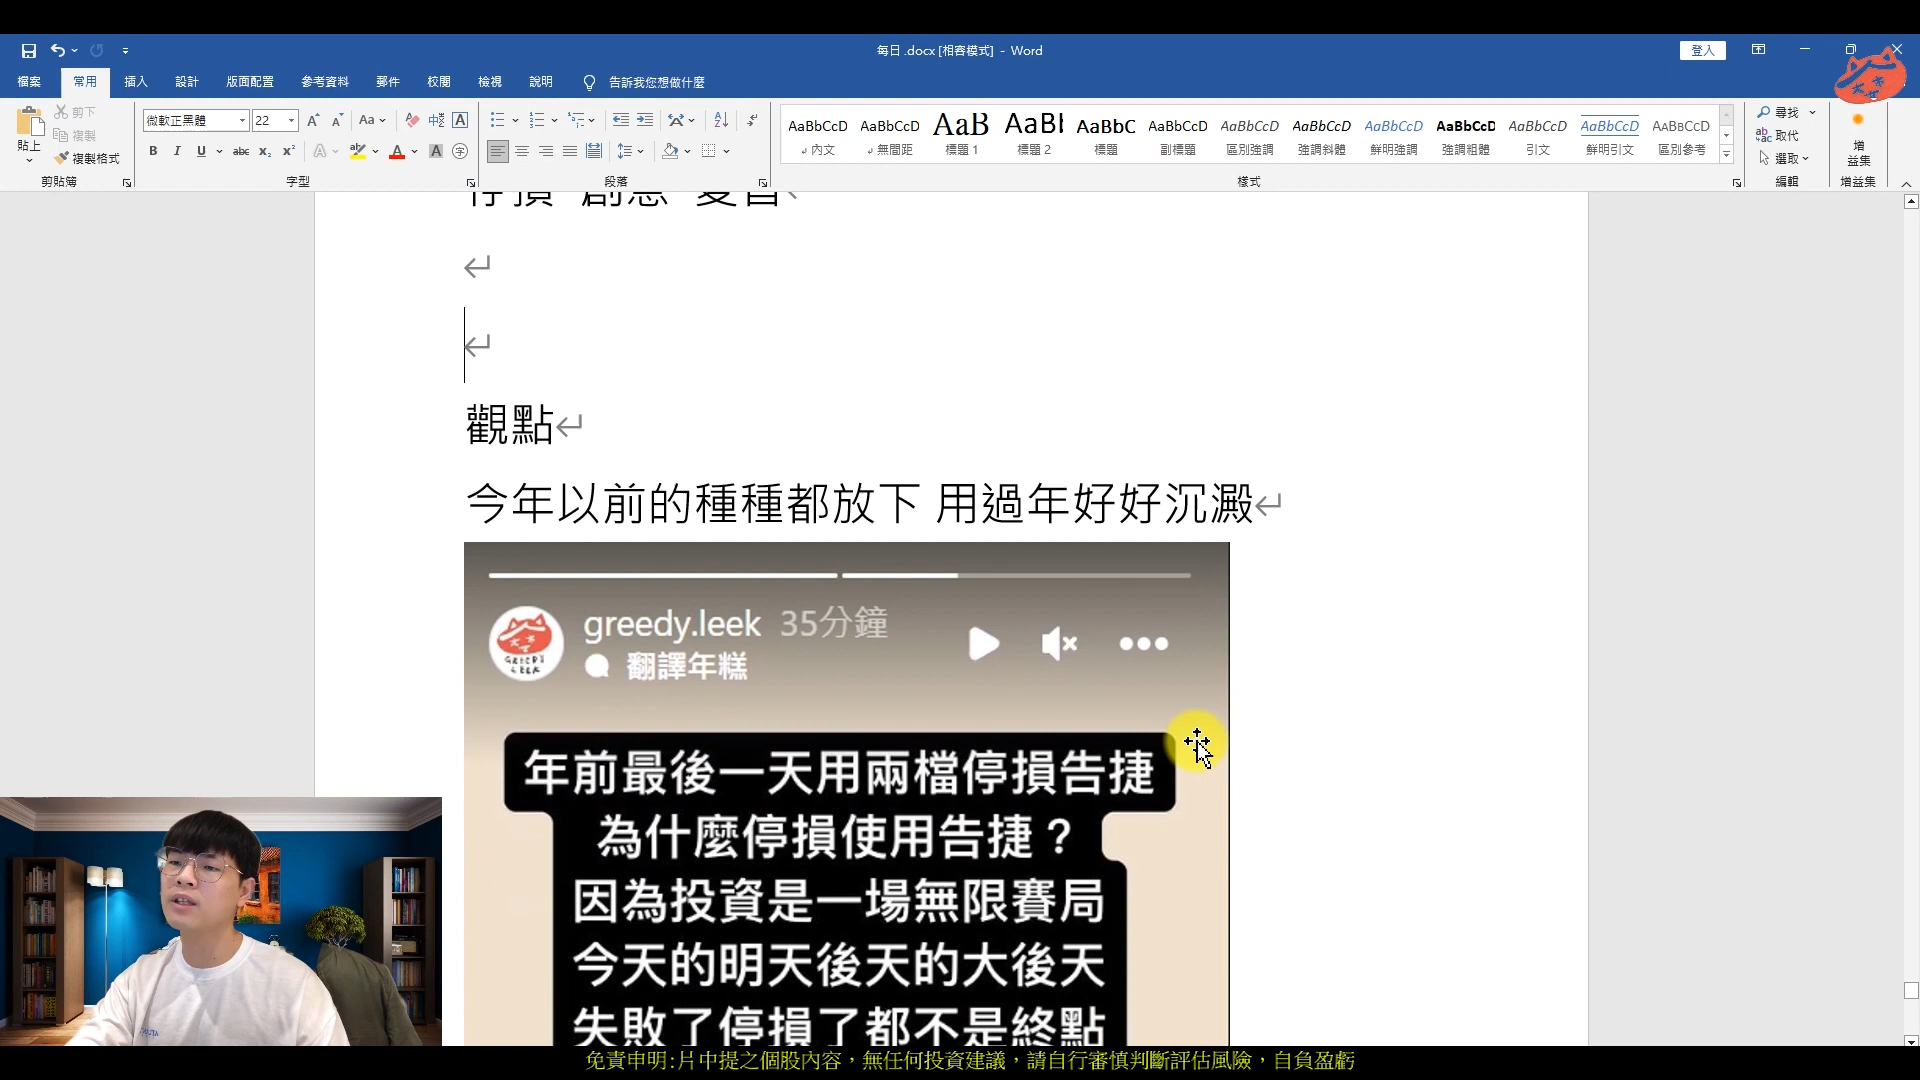 每日 .docx [相容模式] - Word
登入
檔案 常用 插入 設計 版面配置 參考資料 郵件 校閱 檢視 說明 告訴我您想做什麼
貼上
剪下
複製
複製格式
剪貼簿
微軟正黑體 22
字型
段落
AaBbCcD AaBbCcD AaB AaBl AaBbC AaBbCcD AaBbCcD AaBbCcD AaBbCcD AaBbCcD AaBbCcD AaBbCcD AABBCCD
內文 無間距 標題 1 標題 2 標題 副標題 區別強調 強調斜體 鮮明強調 強調粗體 引文 鮮明引文 區別參考
樣式
尋找
取代
選取
編輯
增
益集
增益集
觀點
今年以前的種種都放下 用過年好好沉澱
greedy.leek 35分鐘
翻譯年糕
年前最後一天用兩檔停損告捷
為什麼停損使用告捷？
因為投資是一場無限賽局
今天的明天後天的大後天
失敗了停損了都不是終點
免責申明:片中提之個股內容，無任何投資建議，請自行審慎判斷評估風險，自負盈虧